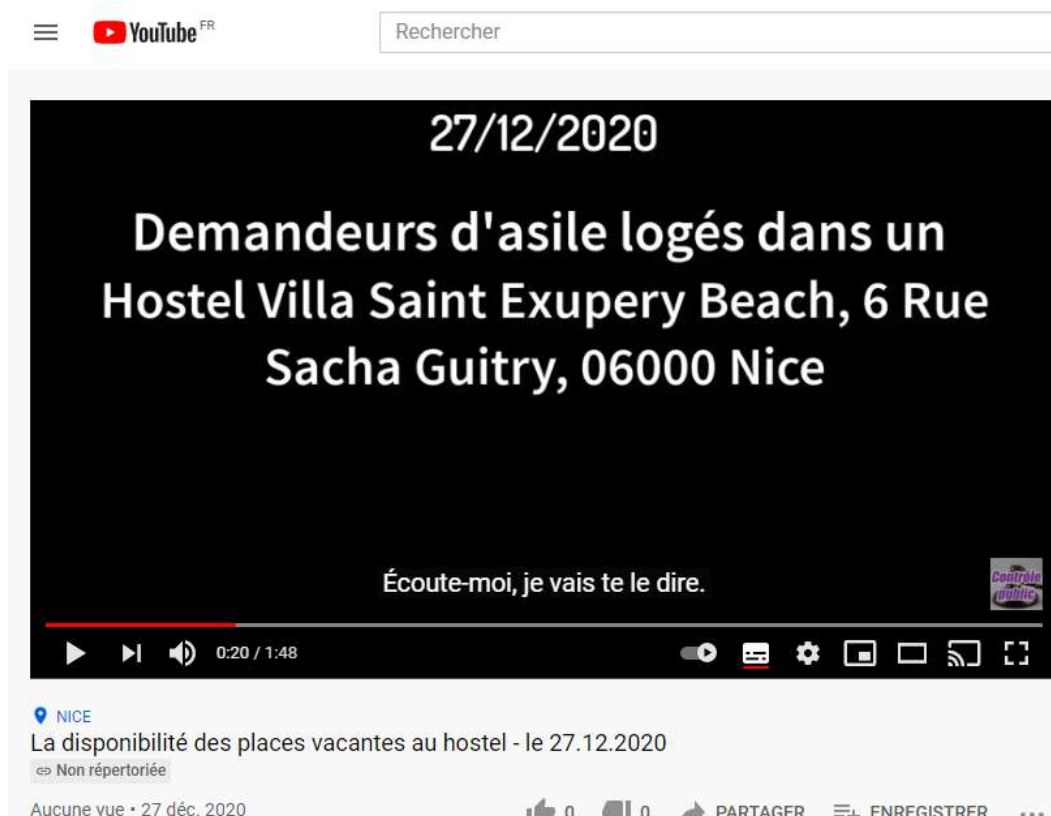 YouTube FR
Rechercher
27/12/2020
Demandeurs d'asile logés dans un
Hostel Villa Saint Exupery Beach, 6 Rue
Sacha Guitry, 06000 Nice
Écoute-moi, je vais te le dire.
Contrôle
public
0:20 / 1:48
NICE
La disponibilité des places vacantes au hostel - le 27.12.2020
Non répertoriée
Aucune vue • 27 déc. 2020 0 0 PARTAGER ENREGISTRER